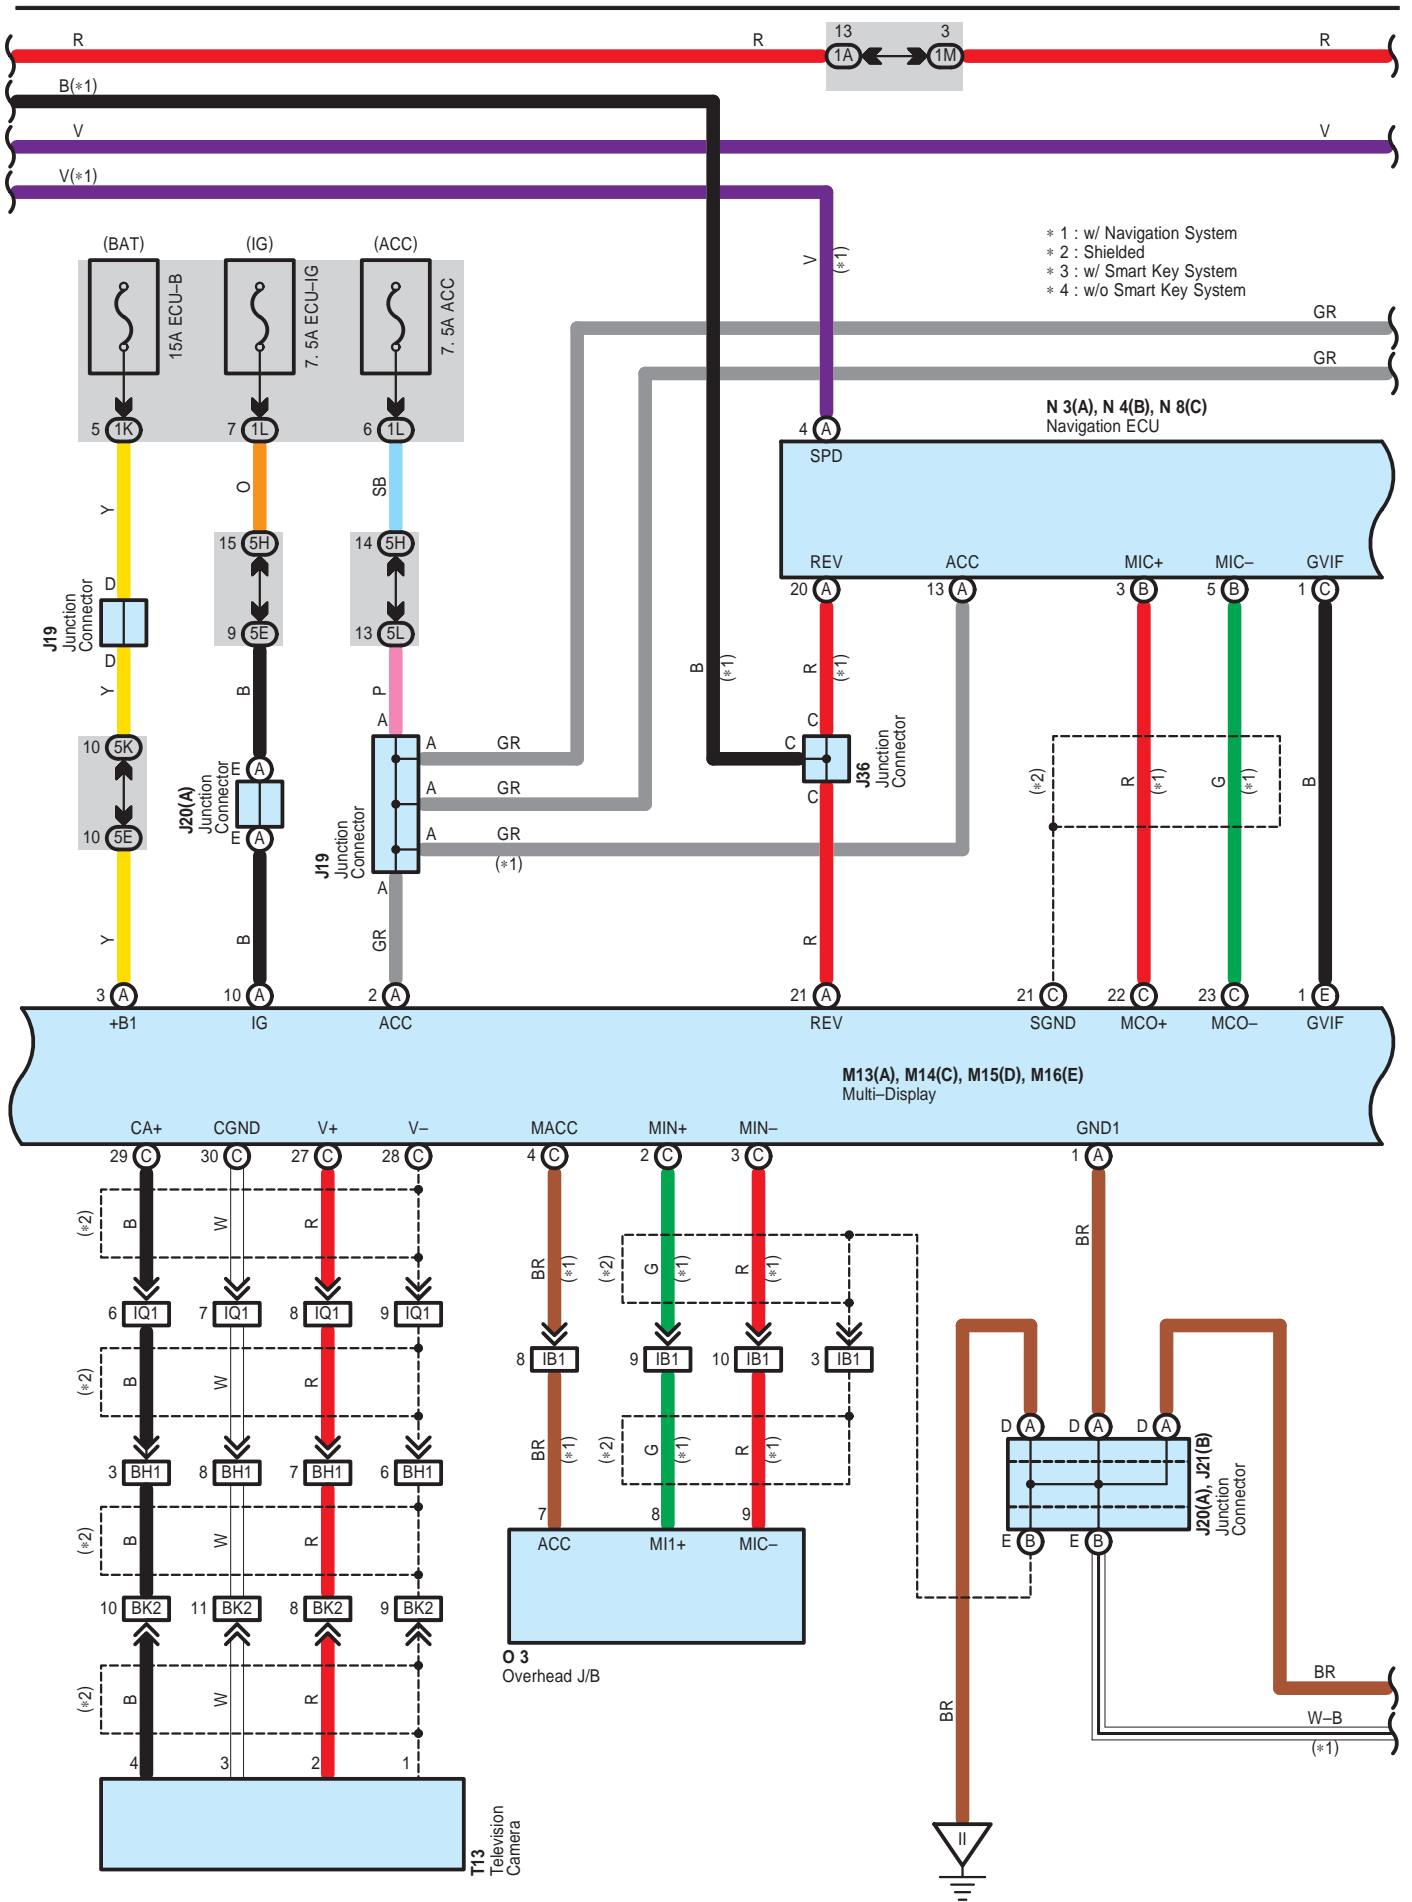 R R 13 3 R
1A 1M
B(∗1)
V V
V(∗1)
∗ 1 : w/ Navigation System
∗ 2 : Shielded
∗ 3 : w/ Smart Key System
∗ 4 : w/o Smart Key System
(BAT) (IG) (ACC)
15A ECU–B 7. 5A ECU–IG 7. 5A ACC
V (∗1)
GR
GR
5 1K 7 1L 6 1L
N 3(A), N 4(B), N 8(C)
Navigation ECU
4 A
SPD
Y O SB
15 5H 14 5H
REV ACC MIC+ MIC– GVIF
20 A 13 A 3 B 5 B 1 C
D
J19
Junction
Connector
D
9 5E 13 5L
Y B P
B (∗1) R (∗1)
10 5K
A
A GR
A GR
A GR
(∗1)
C
C
C
J36
Junction
Connector
(∗2) R (∗1) G (∗1) B
E A
J20(A)
Junction
Connector
E A
10 5E
J19
Junction
Connector
A
Y B GR R
3 A 10 A 2 A 21 A 21 C 22 C 23 C 1 E
+B1 IG ACC REV SGND MCO+ MCO– GVIF
M13(A), M14(C), M15(D), M16(E)
Multi–Display
CA+ CGND V+ V– MACC MIN+ MIN– GND1
29 C 30 C 27 C 28 C 4 C 2 C 3 C 1 A
(∗2) B W R
BR
BR (∗1) (∗2) G (∗1) R (∗1)
6 IQ1 7 IQ1 8 IQ1 9 IQ1
8 IB1 9 IB1 10 IB1 3 IB1
(∗2) B W R
BR (∗1) (∗2) G (∗1) R (∗1)
D A D A D A
3 BH1 8 BH1 7 BH1 6 BH1
J20(A), J21(B)
Junction
Connector
7 8 9
ACC MI1+ MIC–
E B E B
(∗2) B W R
10 BK2 11 BK2 8 BK2 9 BK2
O 3
Overhead J/B
(∗2) B W R
BR
BR
W–B
(∗1)
4 3 2 1
T13
Television
Camera
II